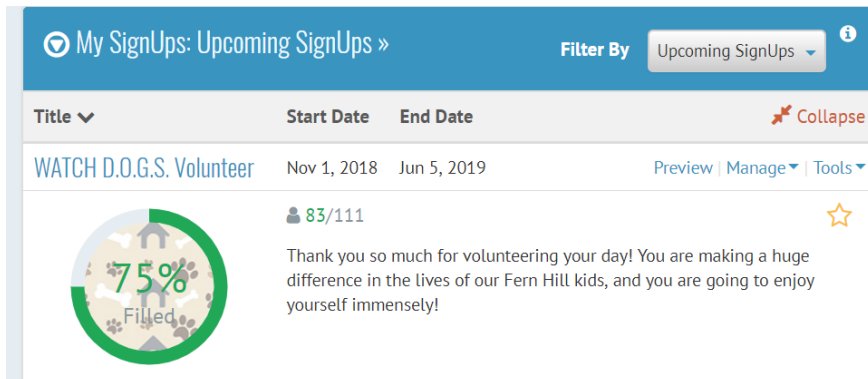 My SignUps: Upcoming SignUps »
Filter By
Upcoming SignUps
Title
Start Date
End Date
Collapse
WATCH D.O.G.S. Volunteer
Nov 1, 2018
Jun 5, 2019
Preview | Manage | Tools
83/111
75%
Filled
Thank you so much for volunteering your day! You are making a huge
difference in the lives of our Fern Hill kids, and you are going to enjoy
yourself immensely!